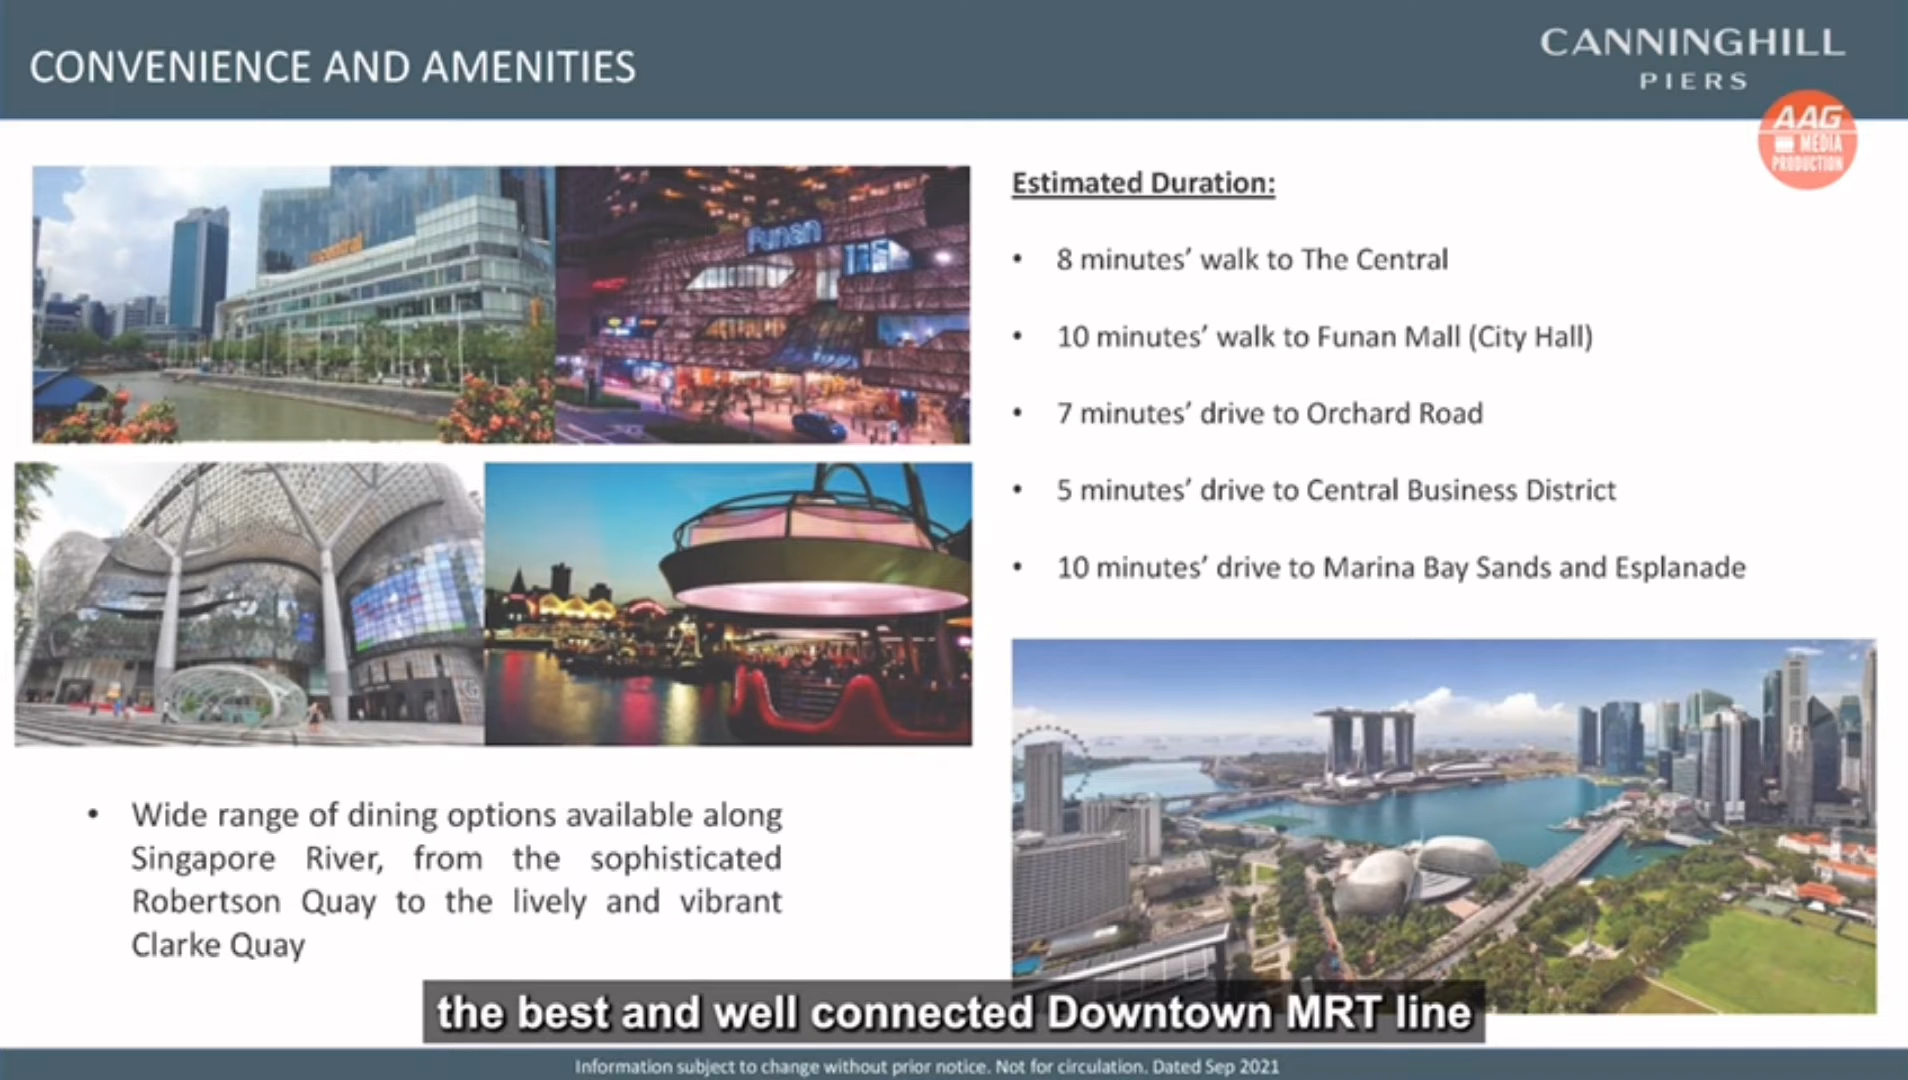 CONVENIENCE AND AMENITIES
CANNINGHILL
PIERS
AAG
MEDIA
PRODUCTION
central
Funan
Estimated Duration:
• 8 minutes’ walk to The Central
• 10 minutes’ walk to Funan Mall (City Hall)
• 7 minutes’ drive to Orchard Road
• 5 minutes’ drive to Central Business District
• 10 minutes’ drive to Marina Bay Sands and Esplanade
• Wide range of dining options available along
Singapore River, from the sophisticated
Robertson Quay to the lively and vibrant
Clarke Quay
the best and well connected Downtown MRT line
Information subject to change without prior notice. Not for circulation. Dated Sep 2021